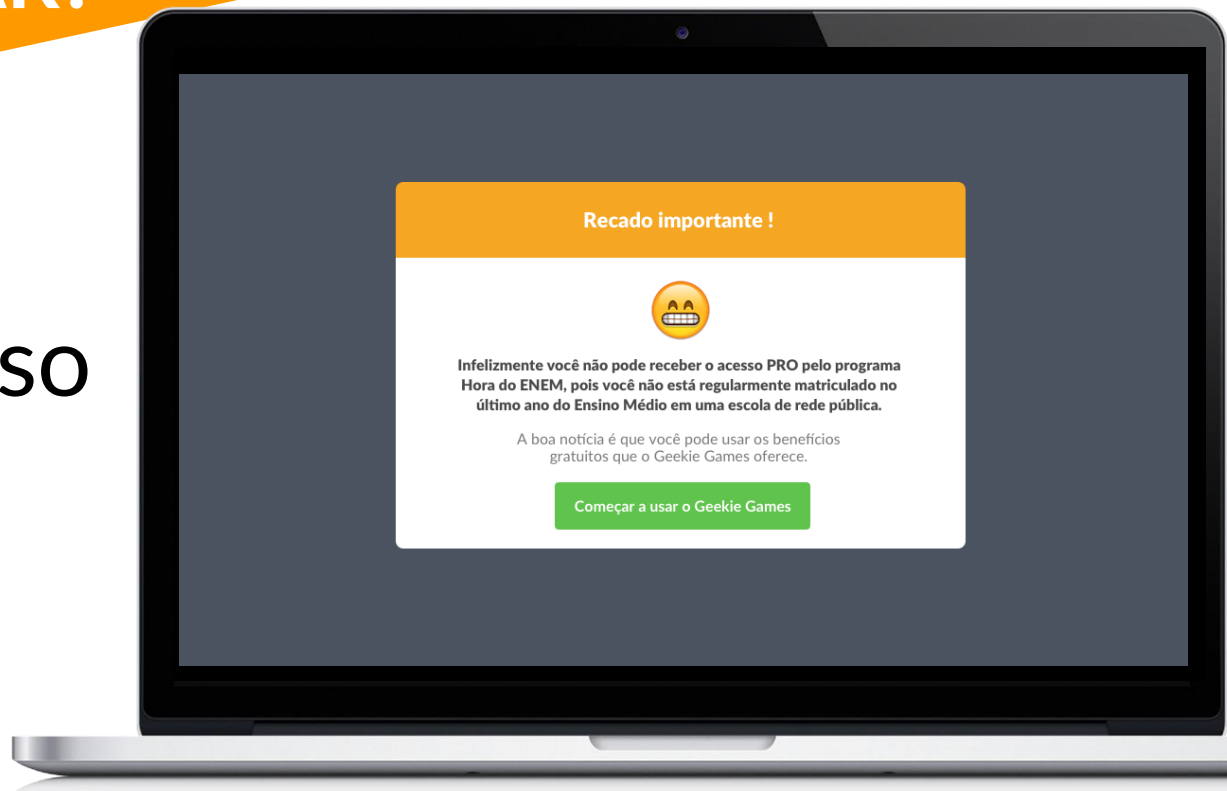 so
Recado importante !
Infelizmente você não pode receber o acesso PRO pelo programa
Hora do ENEM, pois você não está regularmente matriculado no
último ano do Ensino Médio em uma escola de rede pública.
A boa notícia é que você pode usar os benefícios
gratuitos que o Geekie Games oferece.
Começar a usar o Geekie Games